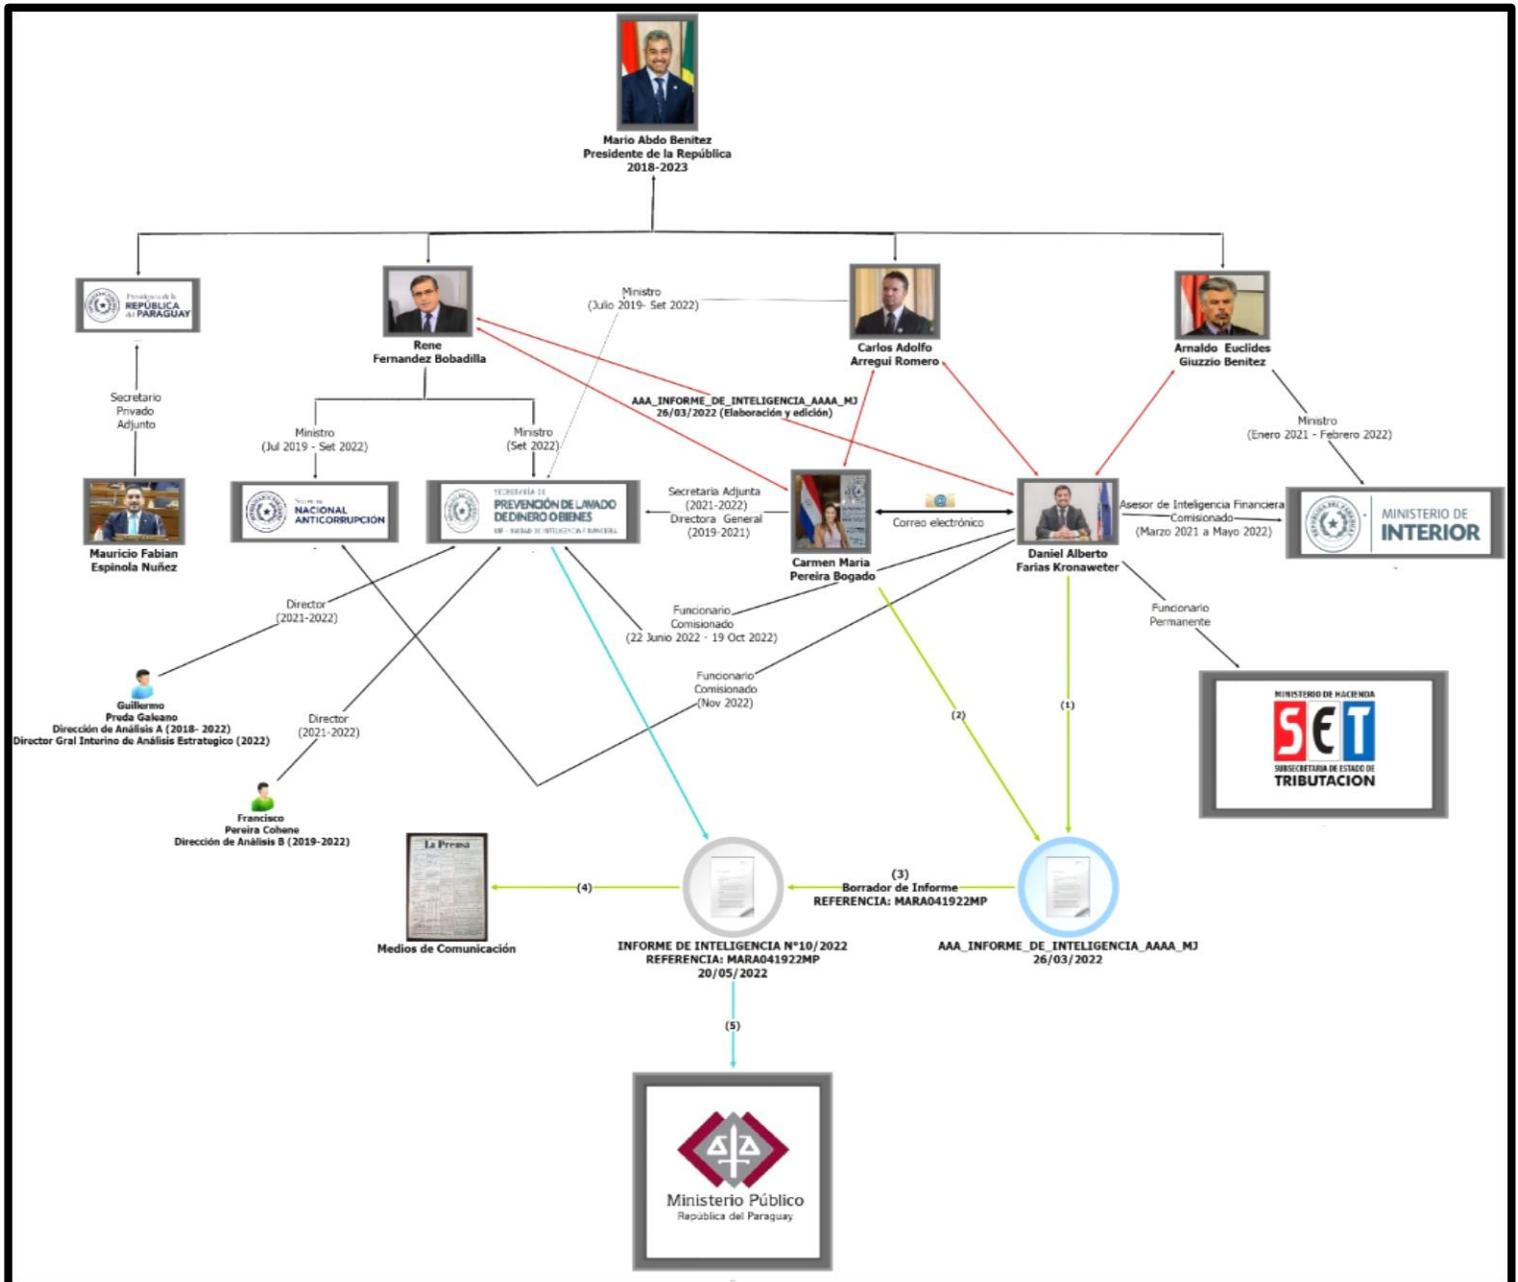 Mario Abdo Benítez
Presidente de la República
2018-2023
Presidencia de la
REPÚBLICA
del PARAGUAY
Rene
Fernandez Bobadilla
Ministro
(Julio 2019- Set 2022)
Carlos Adolfo
Arregui Romero
Arnaldo Euclides
Giuzzio Benitez
Secretario
Privado
Adjunto
AAA_INFORME_DE_INTELIGENCIA_AAAA_MJ
26/03/2022 (Elaboración y edición)
Ministro
(Jul 2019 - Set 2022)
Ministro
(Set 2022)
Ministro
(Enero 2021 - Febrero 2022)
Mauricio Fabian
Espinola Nuñez
NACIONAL
ANTICORRUPCIÓN
SECRETARÍA DE
PREVENCIÓN DE LAVADO
DE DINERO O BIENES
Secretaria Adjunta
(2021-2022)
Directora General
(2019-2021)
Carmen Maria
Pereira Bogado
Correo electrónico
Daniel Alberto
Farias Kronaweter
Asesor de Inteligencia Financiera
Comisionado
(Marzo 2021 a Mayo 2022)
MINISTERIO DE
INTERIOR
Director
(2021-2022)
Funcionario
Comisionado
(22 Junio 2022 - 19 Oct 2022)
Funcionario
Permanente
Guillermo
Preda Galeano
Dirección de Análisis A (2018- 2022)
Director Gral Interino de Análisis Estrategico (2022)
Director
(2021-2022)
Funcionario
Comisionado
(Nov 2022)
(2)
(1)
MINISTERIO DE HACIENDA
SET
SUBSECRETARIA DE ESTADO DE
TRIBUTACION
Francisco
Pereira Cohene
Dirección de Análisis B (2019-2022)
La Prensa
Medios de Comunicación
(4)
(3)
Borrador de Informe
REFERENCIA: MARA041922MP
INFORME DE INTELIGENCIA N°10/2022
REFERENCIA: MARA041922MP
20/05/2022
AAA_INFORME_DE_INTELIGENCIA_AAAA_MJ
26/03/2022
(5)
Ministerio Público
República del Paraguay